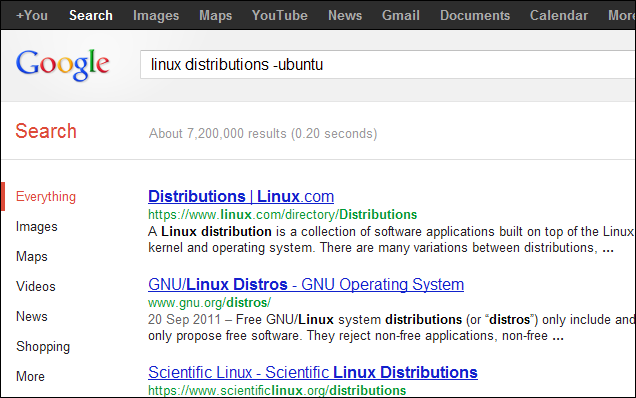 +You Search Images Maps YouTube News Gmail Documents Calendar More
Google
linux distributions -ubuntu
Search
About 7,200,000 results (0.20 seconds)
Everything
Images
Maps
Videos
News
Shopping
More
Distributions | Linux.com
https://www.linux.com/directory/Distributions
A Linux distribution is a collection of software applications built on top of the Linux
kernel and operating system. There are many variations between distributions, ...
GNU/Linux Distros - GNU Operating System
www.gnu.org/distros/
20 Sep 2011 – Free GNU/Linux system distributions (or “distros”) only include and
only propose free software. They reject non-free applications, non-free ...
Scientific Linux - Scientific Linux Distributions
https://www.scientificlinux.org/distributions